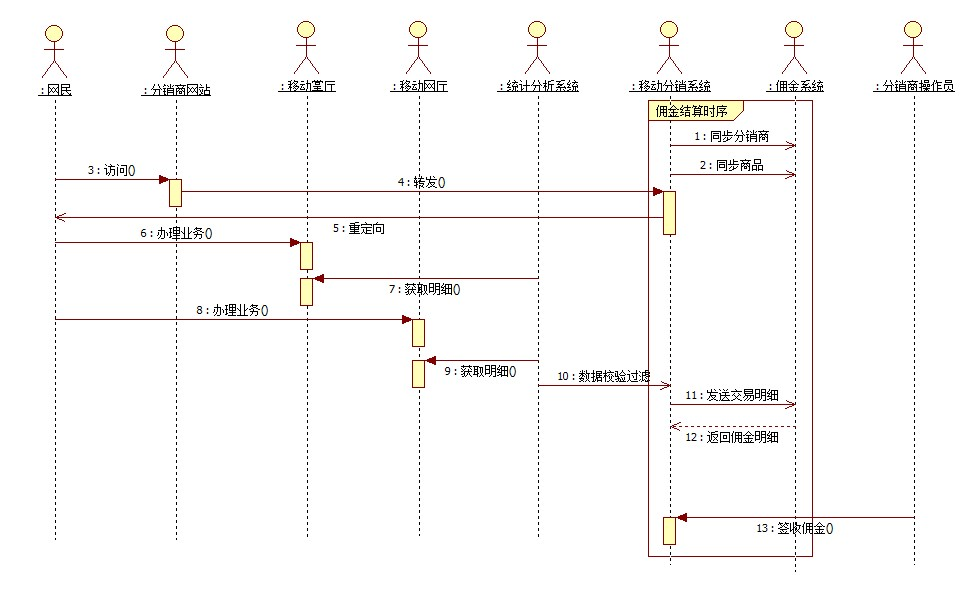 : 网民
: 分销商网站
: 移动掌厅
: 移动网厅
: 统计分析系统
: 移动分销系统
: 佣金系统
: 分销商操作员
佣金结算时序
1 : 同步分销商
2 : 同步商品
3 : 访问()
4 : 转发()
5 : 重定向
6 : 办理业务()
7 : 获取明细()
8 : 办理业务()
9 : 获取明细()
10 : 数据校验过滤
11 : 发送交易明细
12 : 返回佣金明细
13 : 签收佣金()